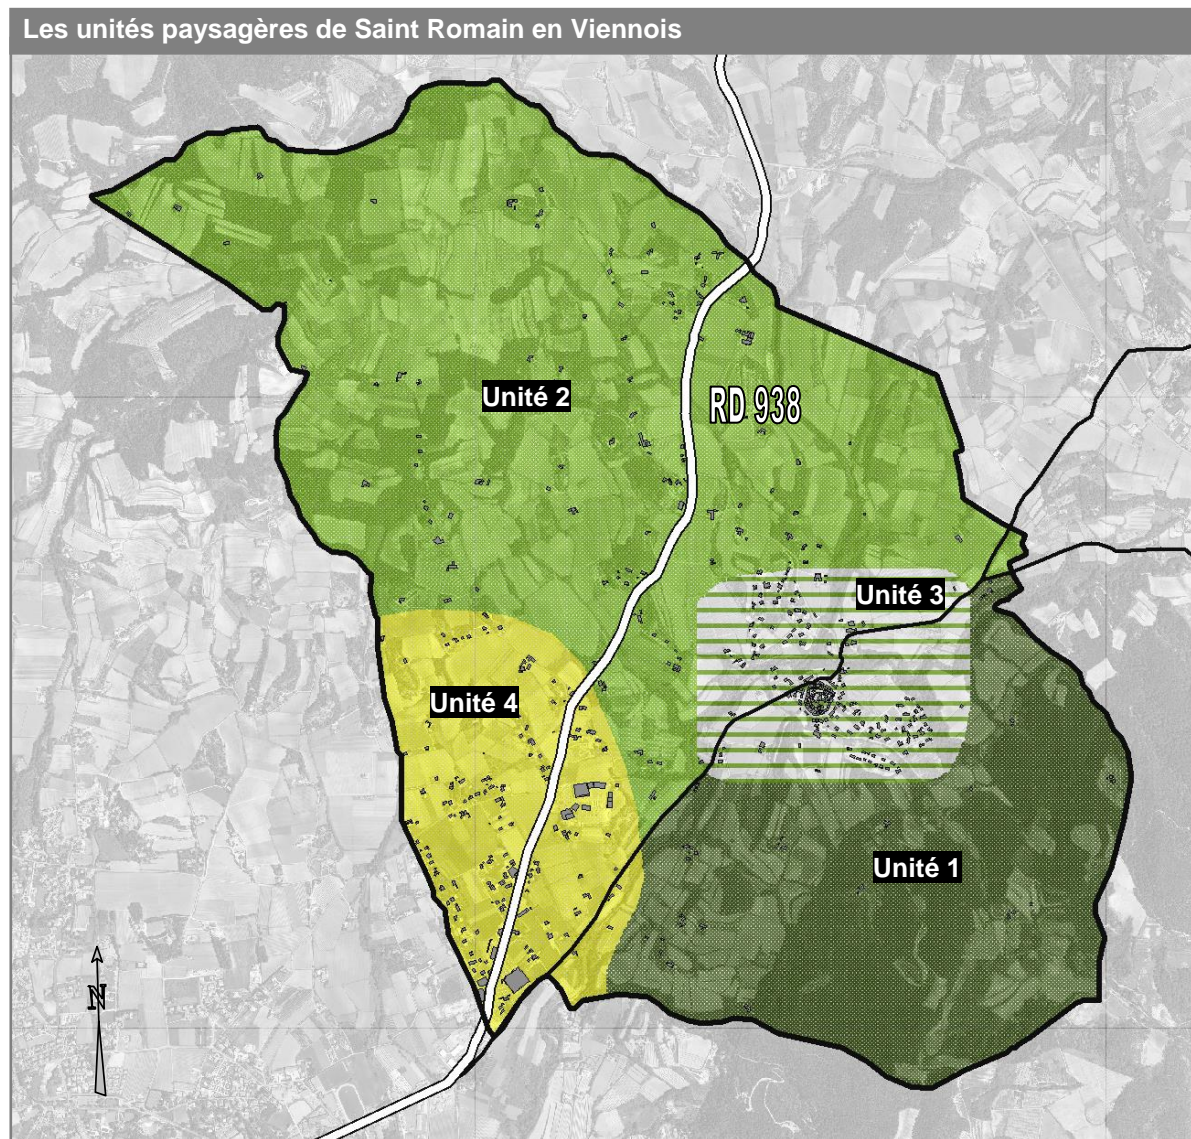 Les unités paysagères de Saint Romain en Viennois
Unité 2
RD 938
Unité 3
Unité 4
Unité 1
N